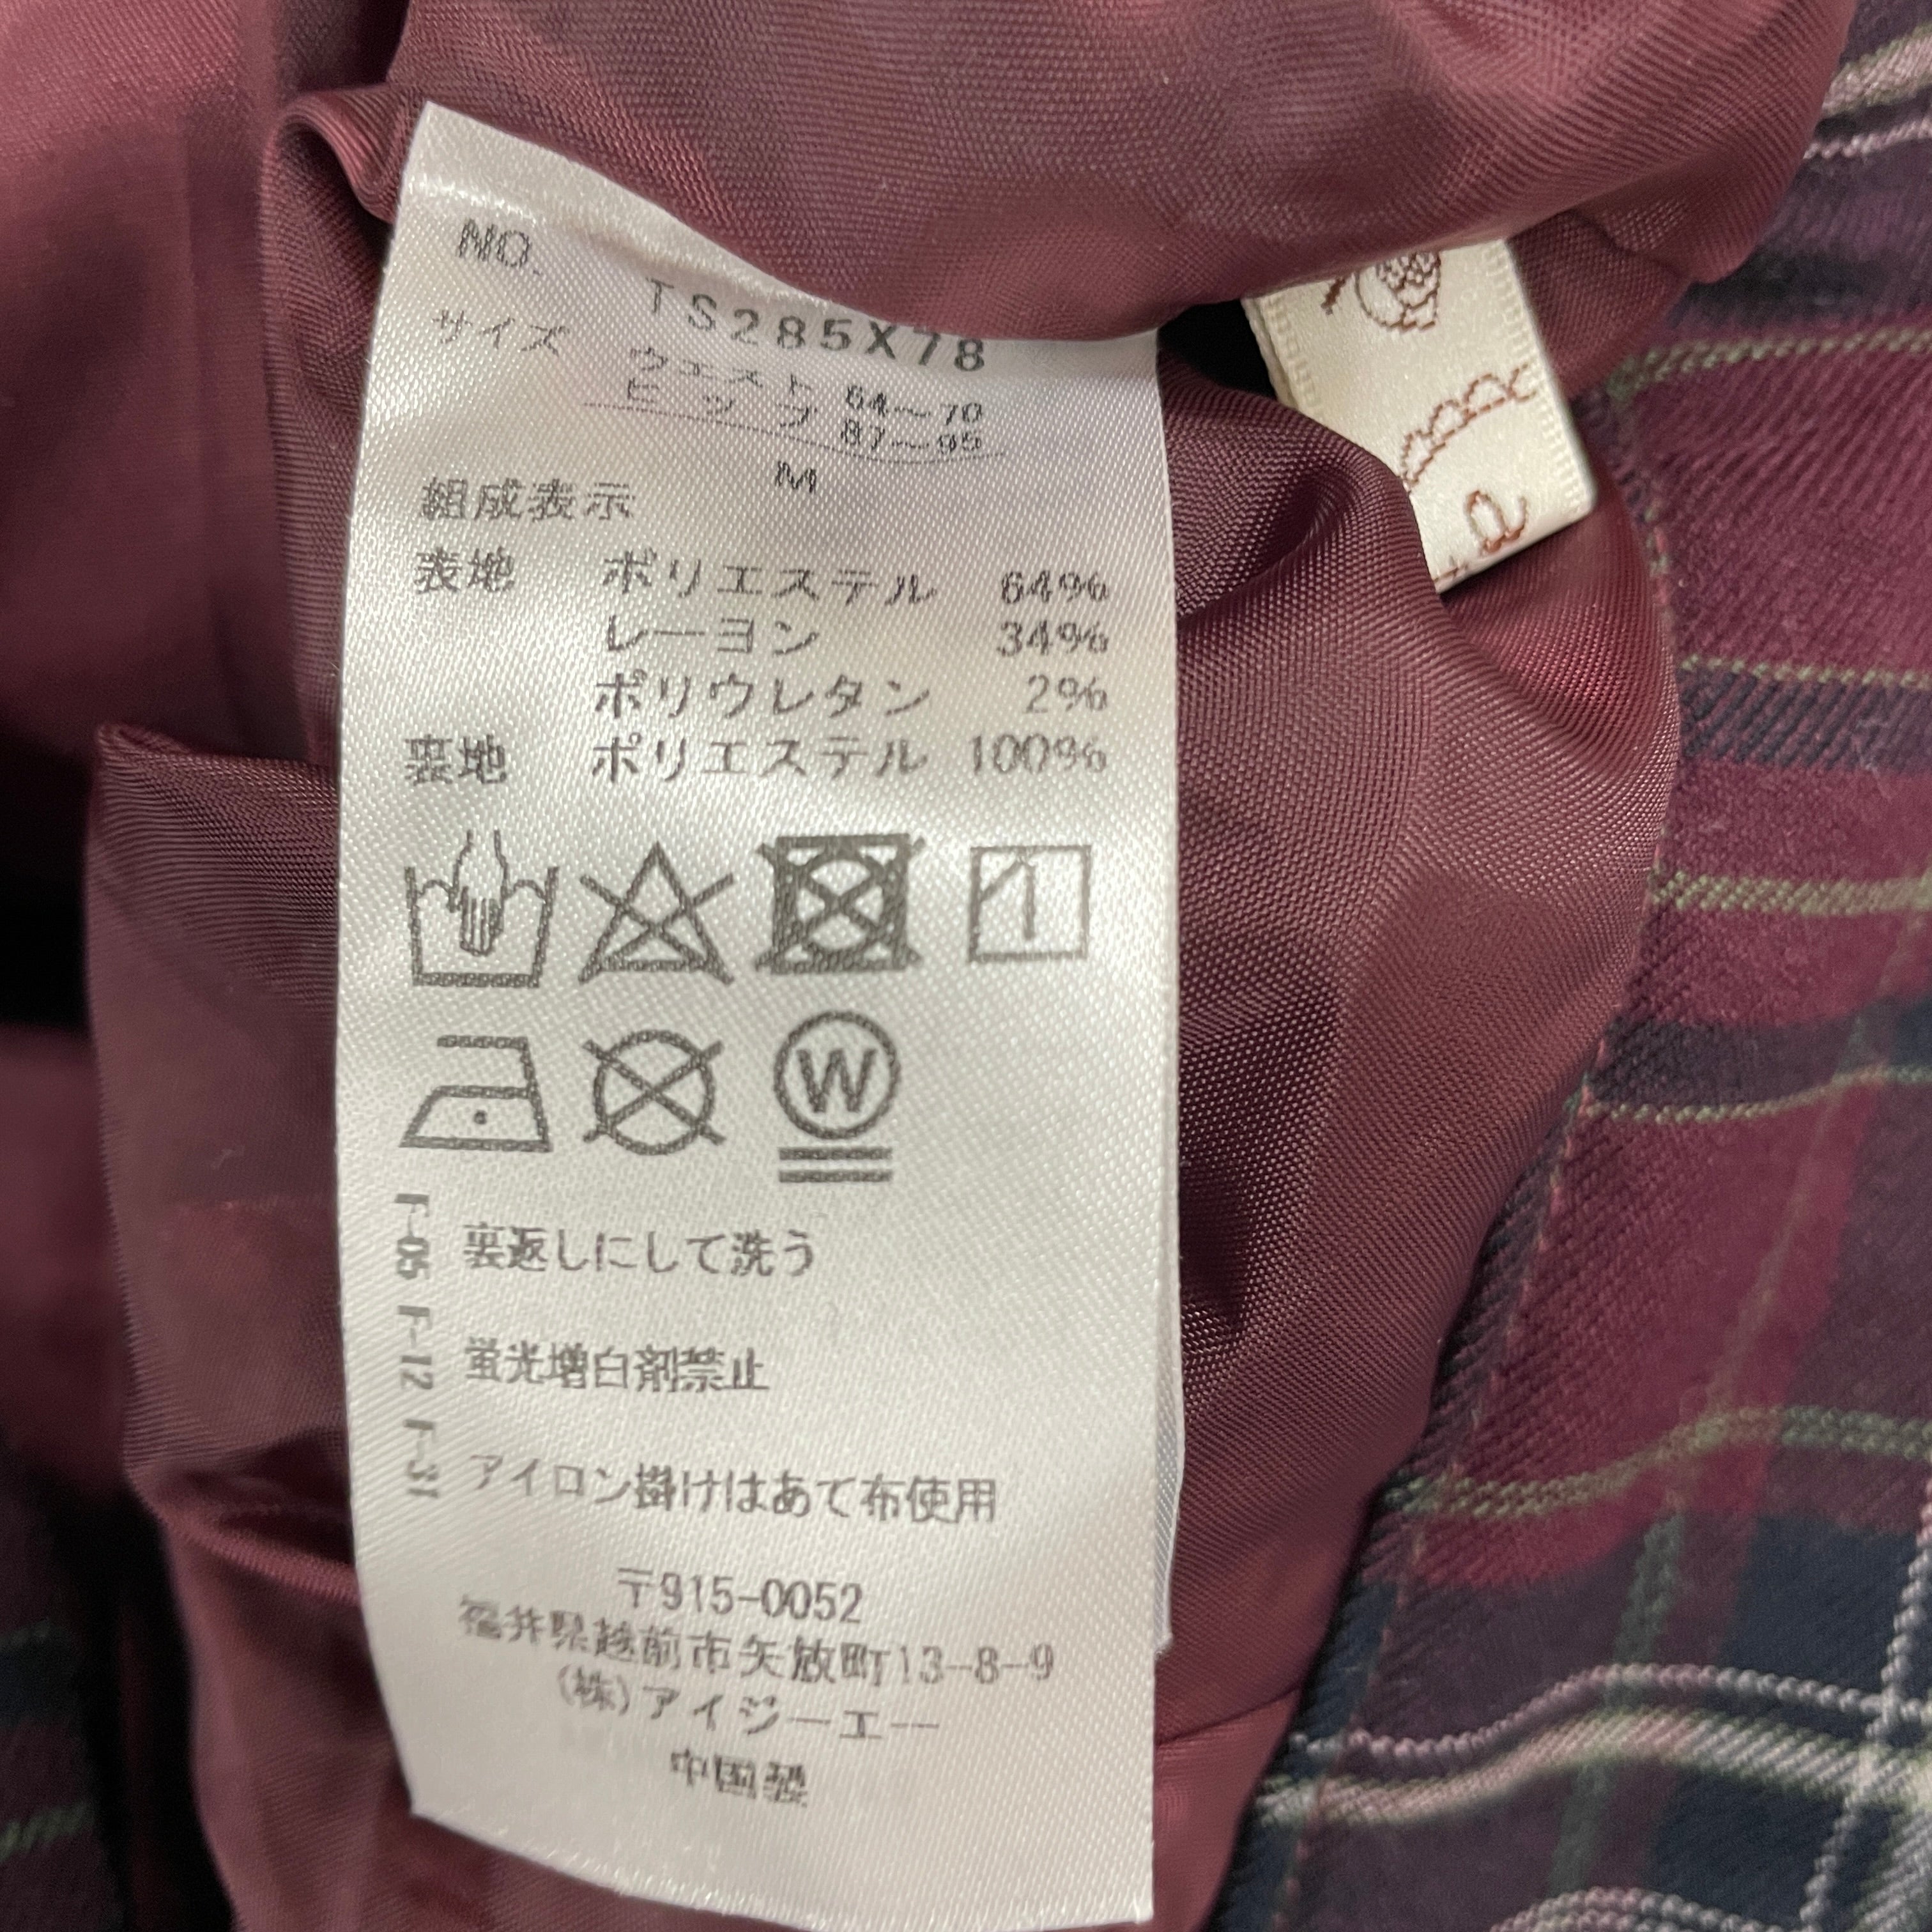 NO. TS285X78
サイズ ウエスト 64～70
ヒップ 87～95
M
組成表示
表地 ポリエステル 64%
レーヨン 34%
ポリウレタン 2%
裏地 ポリエステル 100%
W
F-05 F-12 F-31
裏返しにして洗う
蛍光増白剤禁止
アイロン掛けはあて布使用
〒915-0052
福井県越前市矢放町13-8-9
(株)アイジーエー
中国製